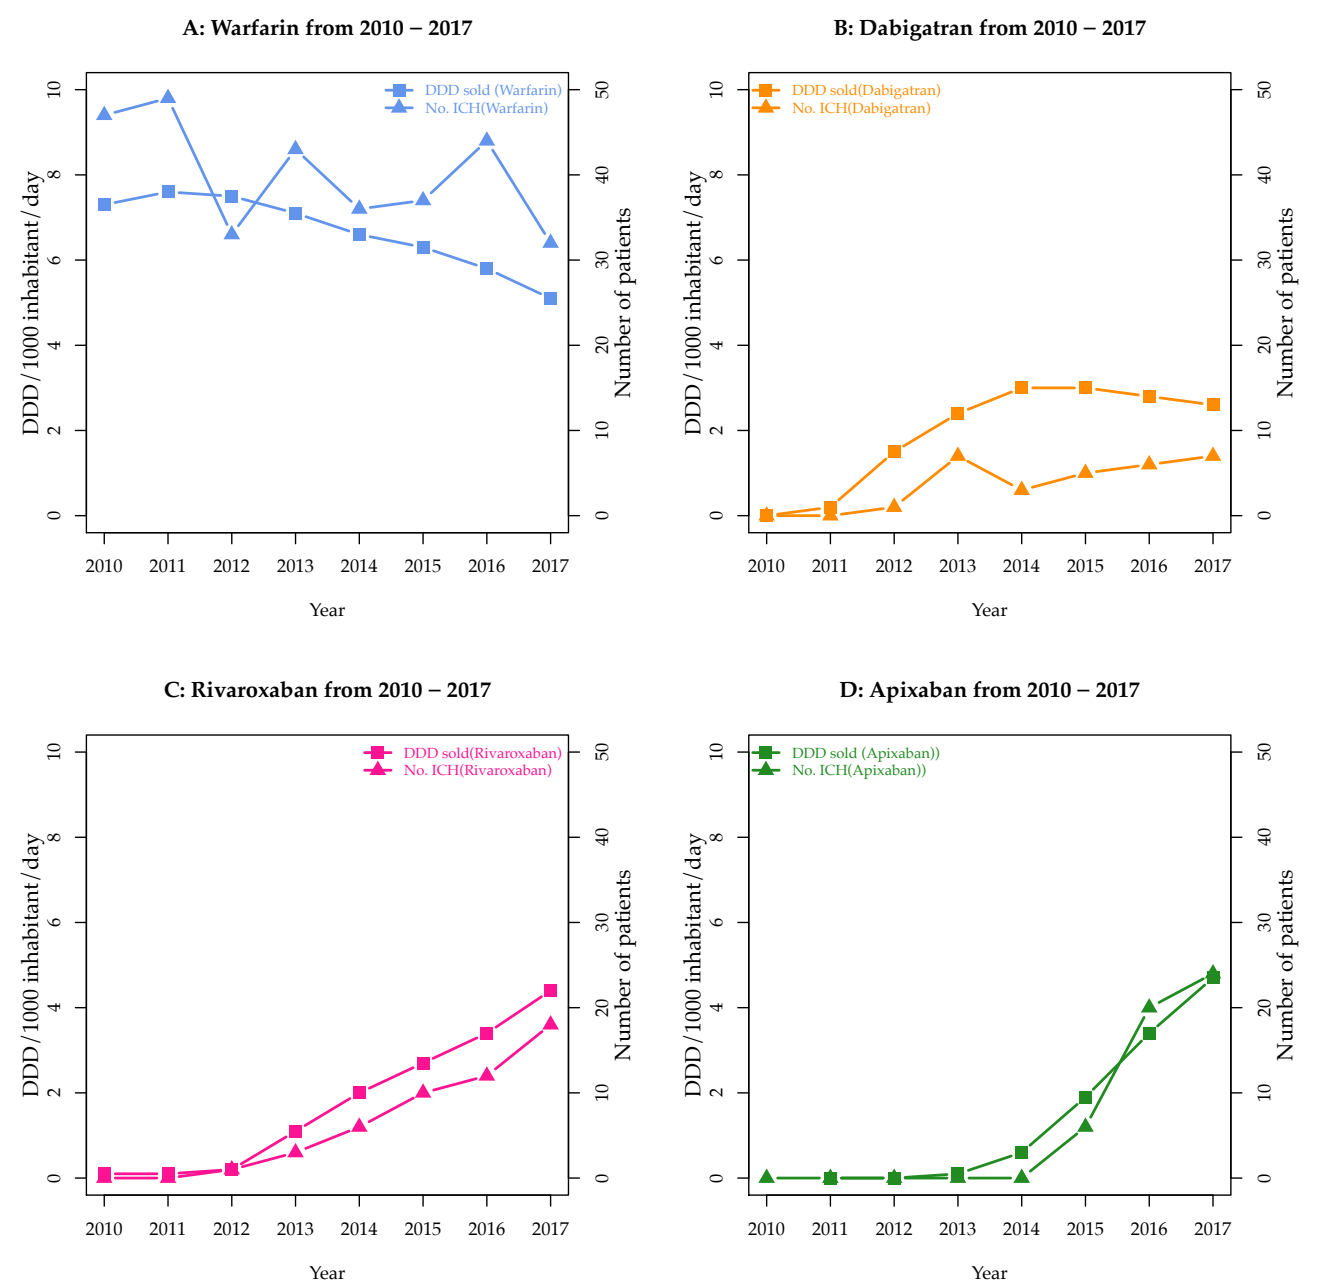 A: Warfarin from 2010 – 2017
DDD sold (Warfarin)
No. ICH(Warfarin)
DDD/1000 inhabitant/day
0 2 4 6 8 10
Number of patients
0 10 20 30 40 50
2010 2011 2012 2013 2014 2015 2016 2017
Year
B: Dabigatran from 2010 – 2017
DDD sold(Dabigatran)
No. ICH(Dabigatran)
DDD/1000 inhabitant/day
0 2 4 6 8 10
Number of patients
0 10 20 30 40 50
2010 2011 2012 2013 2014 2015 2016 2017
Year
C: Rivaroxaban from 2010 – 2017
DDD sold(Rivaroxaban)
No. ICH(Rivaroxaban)
DDD/1000 inhabitant/day
0 2 4 6 8 10
Number of patients
0 10 20 30 40 50
2010 2011 2012 2013 2014 2015 2016 2017
Year
D: Apixaban from 2010 – 2017
DDD sold (Apixaban))
No. ICH(Apixaban))
DDD/1000 inhabitant/day
0 2 4 6 8 10
Number of patients
0 10 20 30 40 50
2010 2011 2012 2013 2014 2015 2016 2017
Year